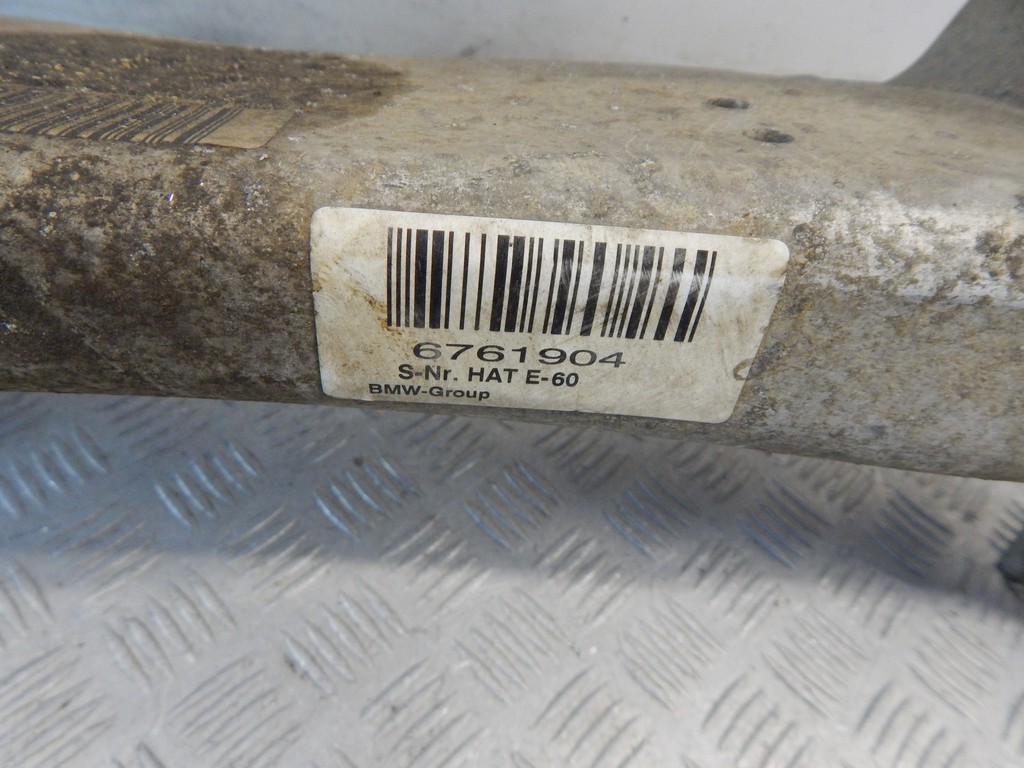 6761904
S-Nr. HAT E-60
BMW-Group